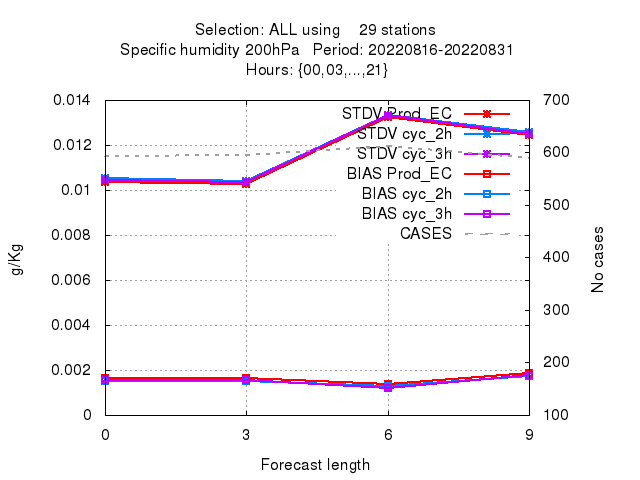 Selection: ALL using    29 stations
Specific humidity 200hPa   Period: 20220816-20220831
Hours: {00,03,...,21}
0.014
0.012
0.01
0.008
0.006
0.004
0.002
0
700
600
500
400
300
200
100
STDV Prod_EC
STDV cyc_2h
STDV cyc_3h
BIAS Prod_EC
BIAS cyc_2h
BIAS cyc_3h
CASES
g/Kg
No cases
0 3 6 9
Forecast length